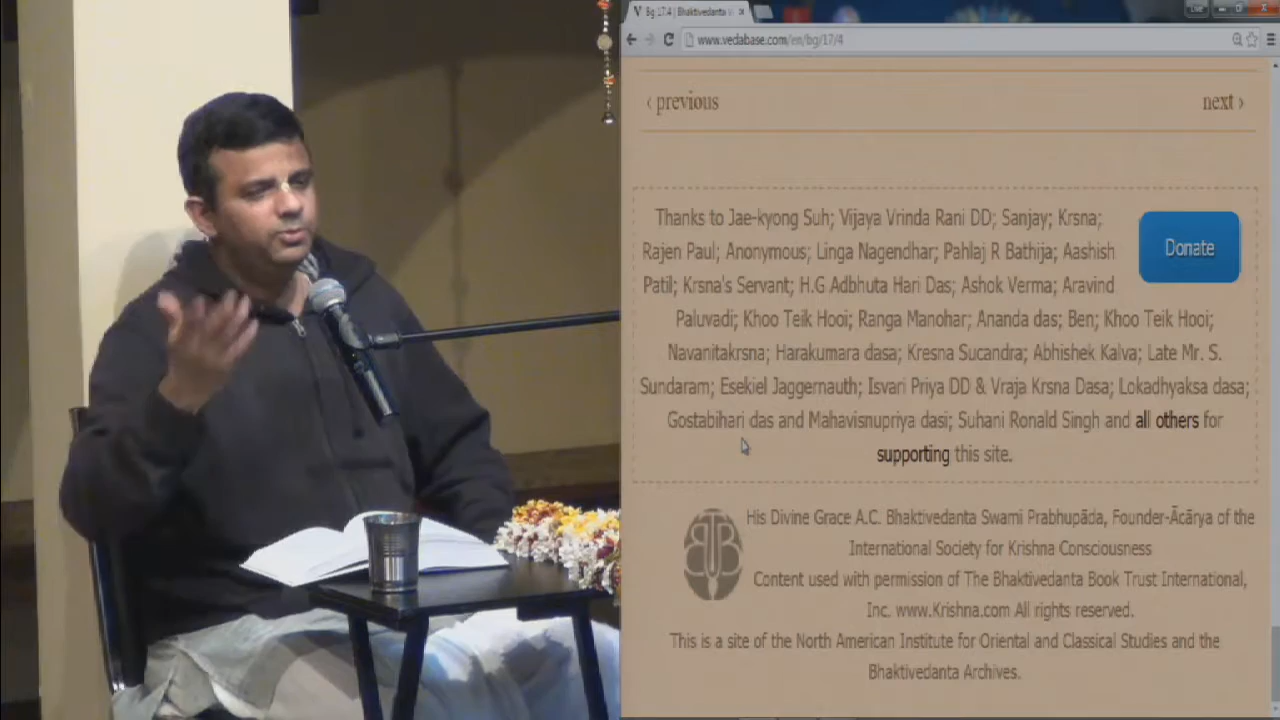 Bg 17.4 | Bhaktivedanta V
www.vedabase.com/en/bg/17/4
‹ previous
next ›
Thanks to Jae-kyong Suh; Vijaya Vrinda Rani DD; Sanjay; Krsna;
Rajen Paul; Anonymous; Linga Nagendhar; Pahlaj R Bathija; Aashish
Patil; Krsna's Servant; H.G Adbhuta Hari Das; Ashok Verma; Aravind
Paluvadi; Khoo Teik Hooi; Ranga Manohar; Ananda das; Ben; Khoo Teik Hooi;
Navanitakrsna; Harakumara dasa; Kresna Sucandra; Abhishek Kalva; Late Mr. S.
Sundaram; Esekiel Jaggernauth; Isvari Priya DD & Vraja Krsna Dasa; Lokadhyaksa dasa;
Gostabihari das and Mahavisnupriya dasi; Suhani Ronald Singh and all others for
supporting this site.
Donate
His Divine Grace A.C. Bhaktivedanta Swami Prabhupāda, Founder-Ācārya of the
International Society for Krishna Consciousness
Content used with permission of The Bhaktivedanta Book Trust International,
Inc. www.Krishna.com All rights reserved.
This is a site of the North American Institute for Oriental and Classical Studies and the
Bhaktivedanta Archives.